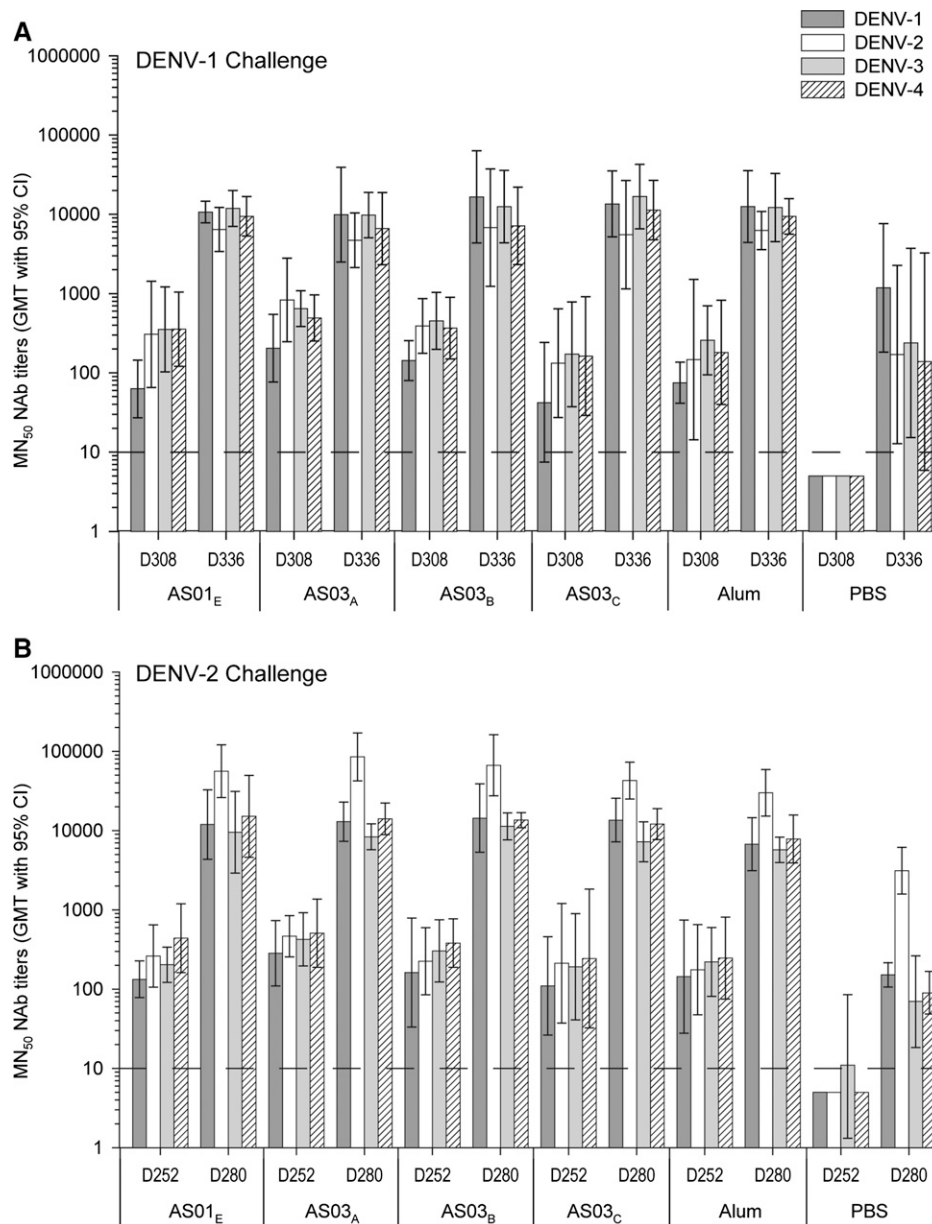 A
DENV-1 Challenge
DENV-1
DENV-2
DENV-3
DENV-4
MN50 NAb titers (GMT with 95% CI)
1000000
100000
10000
1000
100
10
1
D308 D336 D308 D336 D308 D336 D308 D336 D308 D336 D308 D336
AS01E AS03A AS03B AS03C Alum PBS
B
DENV-2 Challenge
MN50 NAb titers (GMT with 95% CI)
1000000
100000
10000
1000
100
10
1
D252 D280 D252 D280 D252 D280 D252 D280 D252 D280 D252 D280
AS01E AS03A AS03B AS03C Alum PBS